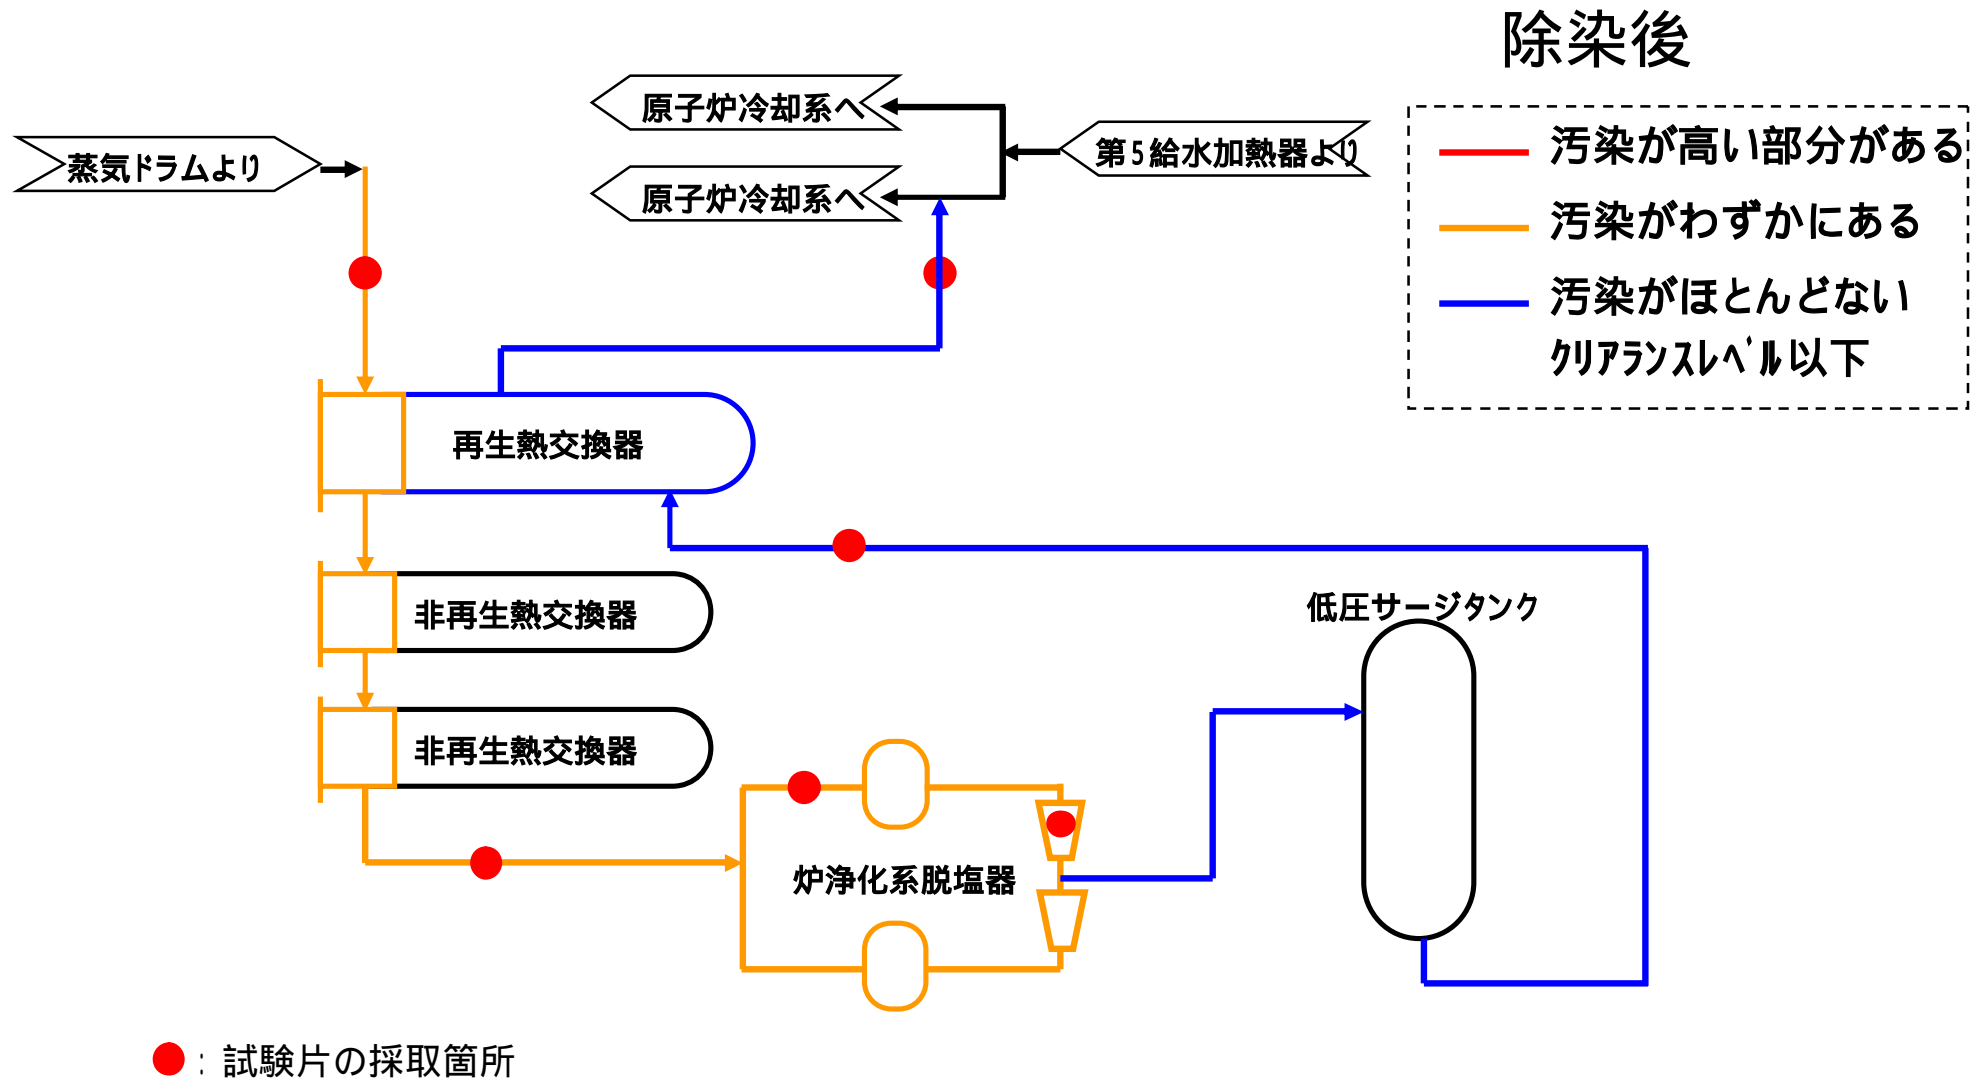 除染後
原子炉冷却系へ
蒸気ドラムより
第5給水加熱器より
原子炉冷却系へ
汚染が高い部分がある
汚染がわずかにある
汚染がほとんどない
ｸﾘｱﾗﾝｽﾚﾍﾞﾙ以下
再生熱交換器
非再生熱交換器
低圧サージタンク
非再生熱交換器
炉浄化系脱塩器
：試験片の採取箇所